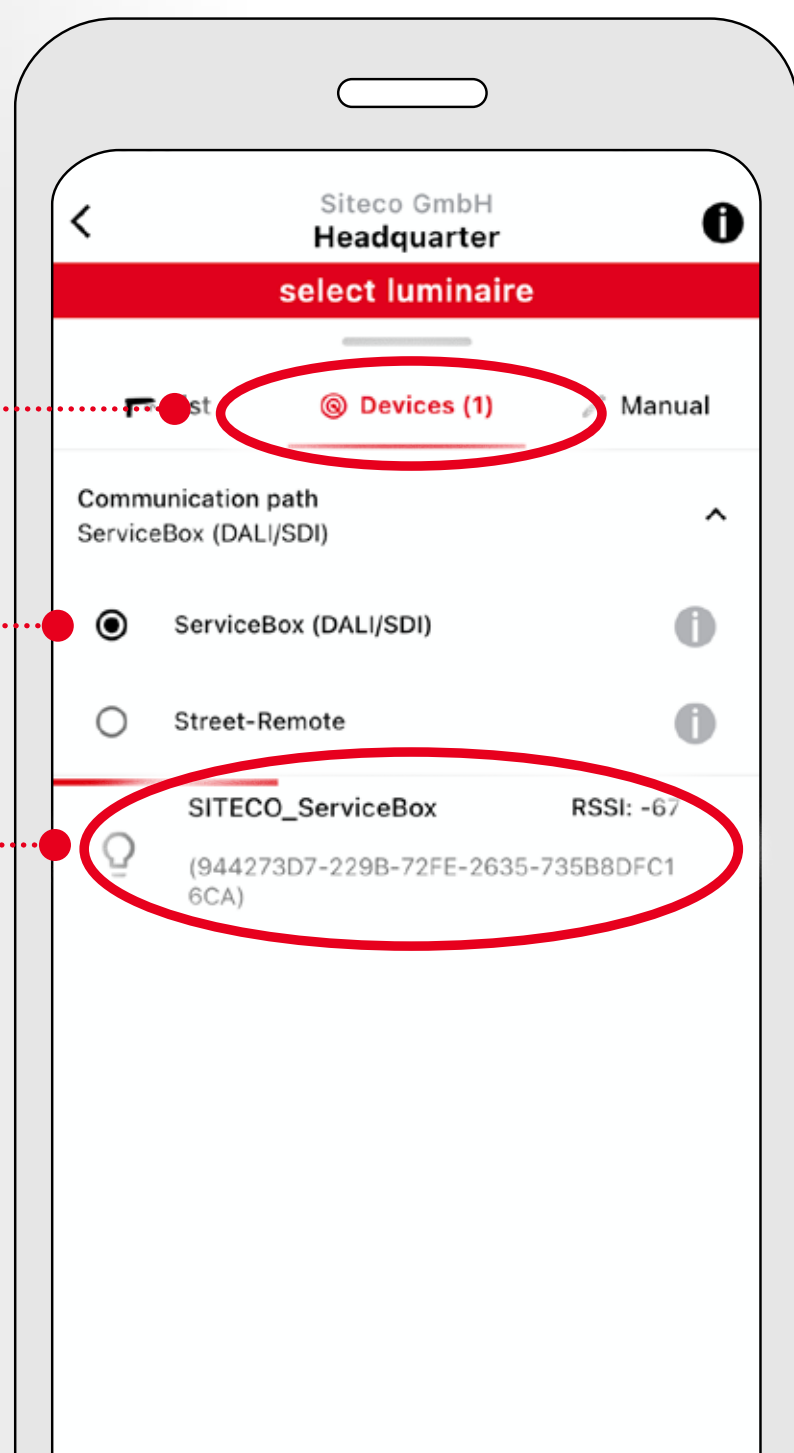 Siteco GmbH
Headquarter
select luminaire
Devices (1)
Manual
Communication path
ServiceBox (DALI/SDI)
ServiceBox (DALI/SDI)
Street-Remote
SITECO_ServiceBox RSSI: -67
(944273D7-229B-72FE-2635-735B8DFC1
6CA)